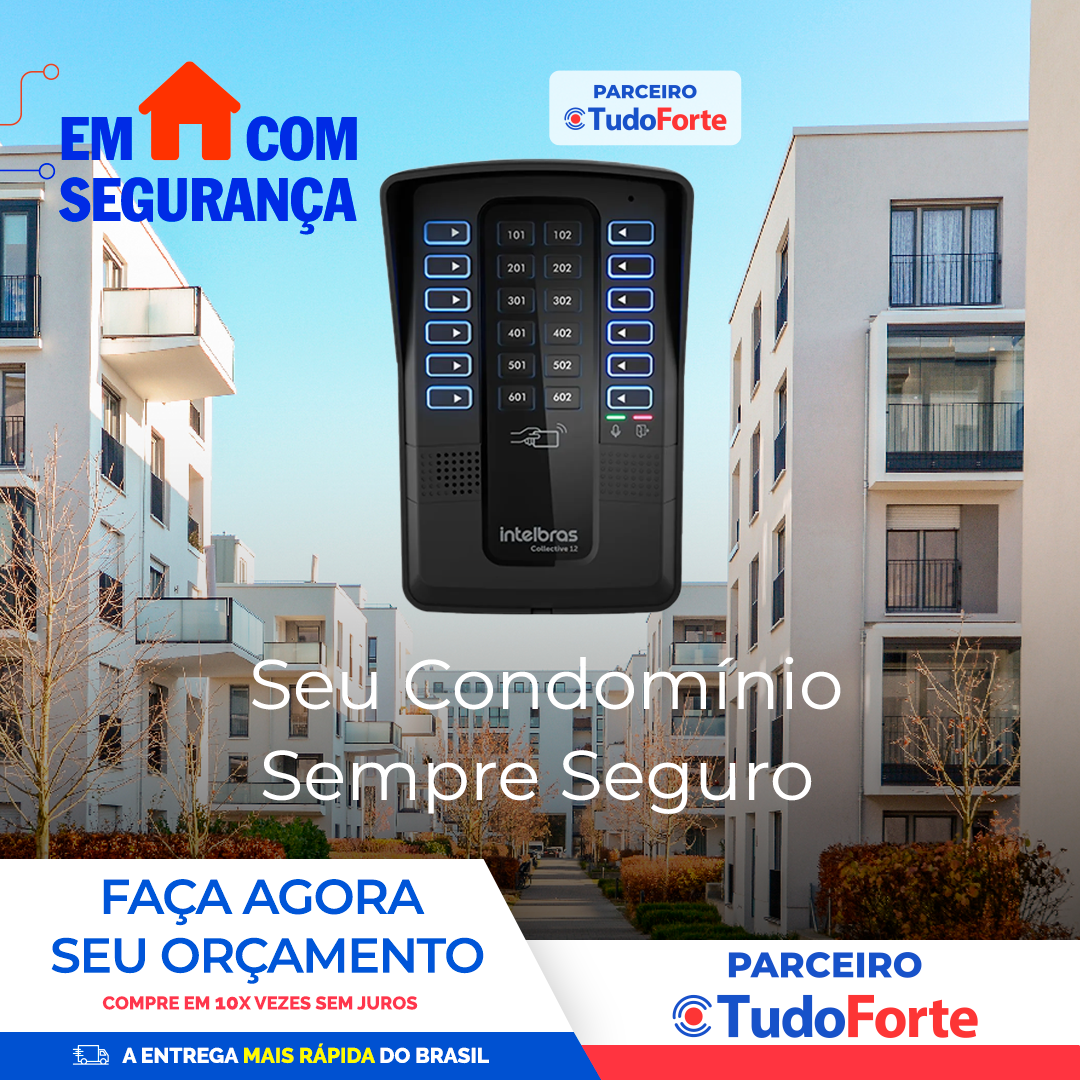 EM COM
SEGURANÇA
PARCEIRO
TudoForte
101 102
201 202
301 302
401 402
501 502
601 602
intelbras
Collective 12
Seu Condomínio
Sempre Seguro
FAÇA AGORA
SEU ORÇAMENTO
COMPRE EM 10X VEZES SEM JUROS
A ENTREGA MAIS RÁPIDA DO BRASIL
PARCEIRO
TudoForte